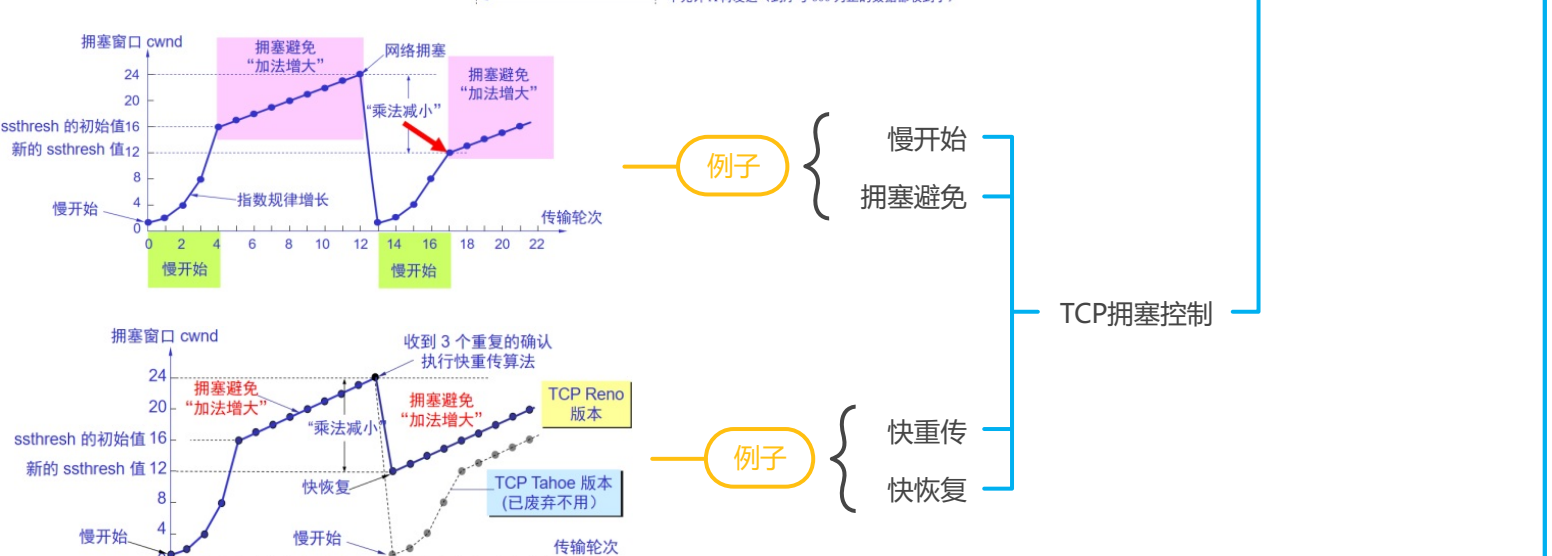 拥塞窗口 cwnd
拥塞避免
“加法增大”
网络拥塞
拥塞避免
“加法增大”
“乘法减小”
24
20
ssthresh 的初始值16
新的 ssthresh 值12
8
4
0
慢开始
指数规律增长
传输轮次
0 2 4 6 8 10 12 14 16 18 20 22
慢开始
慢开始
例子
慢开始
拥塞避免
TCP拥塞控制
拥塞窗口 cwnd
收到 3 个重复的确认
执行快重传算法
24
拥塞避免
“加法增大”
20
“乘法减小”
拥塞避免
“加法增大”
TCP Reno
版本
ssthresh 的初始值 16
新的 ssthresh 值 12
快恢复
TCP Tahoe 版本
(已废弃不用）
8
4
慢开始
慢开始
传输轮次
例子
快重传
快恢复